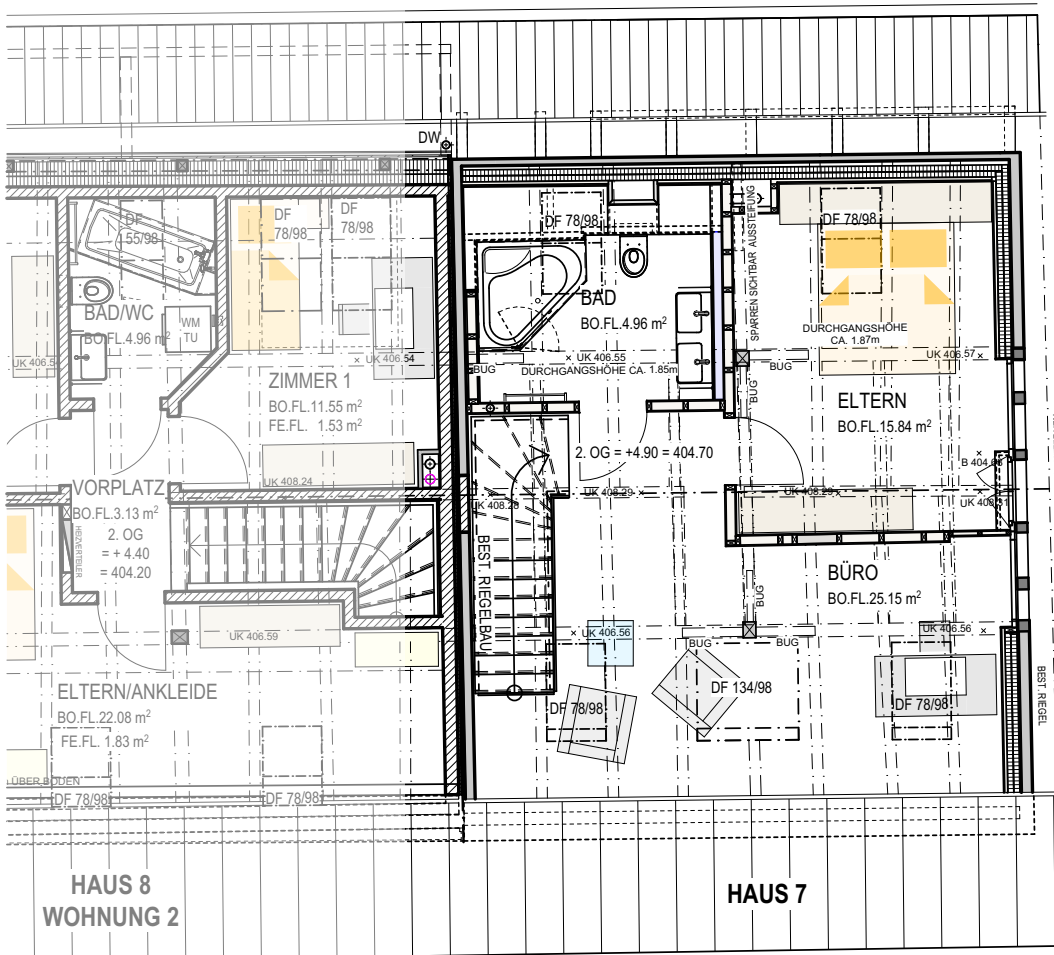 DW
DF
55/98
DF
78/98
DF
78/98
BAD/WC
BO.FL.4.96 m²
WM
TU
UK 406.54
UK 406.54
ZIMMER 1
BO.FL.11.55 m²
FE.FL. 1.53 m²
UK 408.24
VORPLATZ
BO.FL.3.13 m²
2. OG
= + 4.40
= 404.20
HEIZVERTEILER
UK 406.59
ELTERN/ANKLEIDE
BO.FL.22.08 m²
FE.FL. 1.83 m²
ÜBER BODEN
DF 78/98
DF 78/98
HAUS 8
WOHNUNG 2
DF 78/98
BAD
BO.FL.4.96 m²
UK 406.55
BUG
DURCHGANGSHÖHE CA. 1.85m
SPARREN SICHTBAR AUSSTEIFUNG
DF 78/98
DURCHGANGSHÖHE
CA. 1.87m
BUG
UK 406.57
BUG
ELTERN
BO.FL.15.84 m²
2. OG = +4.90 = 404.70
UK 408.28
UK 408.29
UK 408.29
BEST. RIEGELBAU
BÜRO
BO.FL.25.15 m²
BUG
UK 406.56
BUG
BUG
UK 406.56
DF 78/98
DF 134/98
DF 78/98
BEST. RIEGEL
HAUS 7